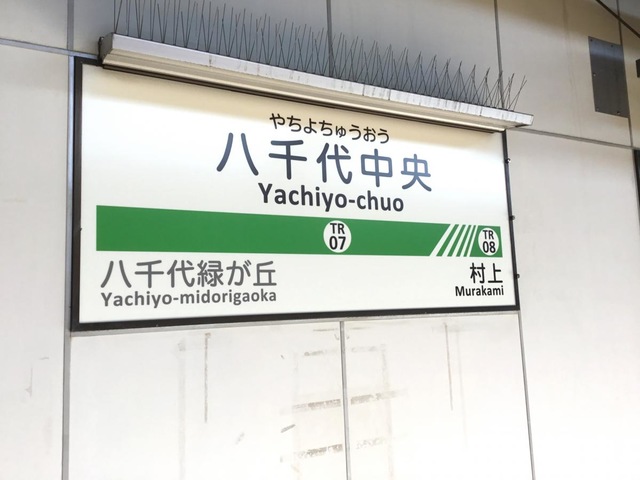 やちよちゅうおう
八千代中央
Yachiyo-chuo
TR
07
TR
08
八千代緑が丘
Yachiyo-midorigaoka
村上
Murakami